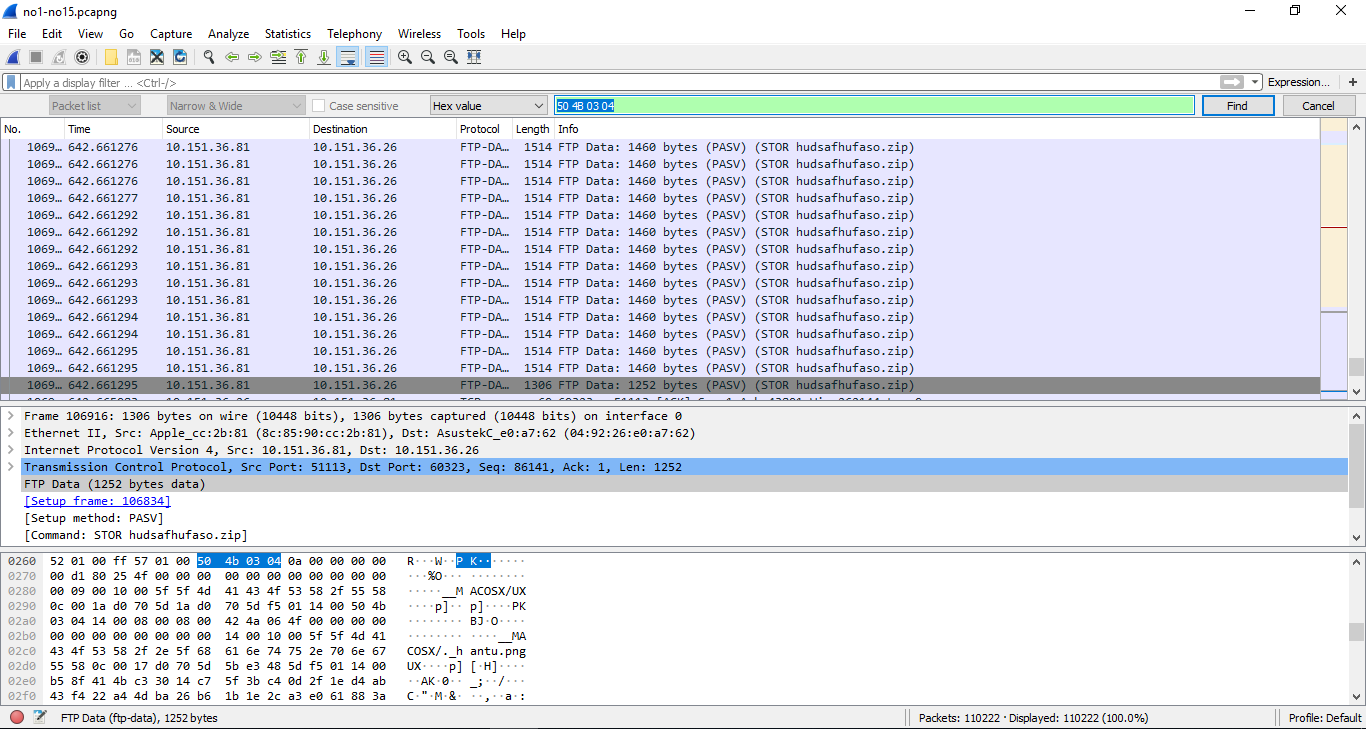 no1-no15.pcapng
File Edit View Go Capture Analyze Statistics Telephony Wireless Tools Help
Apply a display filter ... <Ctrl-/> Expression... +
Packet list Narrow & Wide Case sensitive Hex value 50 4B 03 04 Find Cancel
No. Time Source Destination Protocol Length Info
1069… 642.661276 10.151.36.81 10.151.36.26 FTP-DA… 1514 FTP Data: 1460 bytes (PASV) (STOR hudsafhufaso.zip)
1069… 642.661276 10.151.36.81 10.151.36.26 FTP-DA… 1514 FTP Data: 1460 bytes (PASV) (STOR hudsafhufaso.zip)
1069… 642.661276 10.151.36.81 10.151.36.26 FTP-DA… 1514 FTP Data: 1460 bytes (PASV) (STOR hudsafhufaso.zip)
1069… 642.661277 10.151.36.81 10.151.36.26 FTP-DA… 1514 FTP Data: 1460 bytes (PASV) (STOR hudsafhufaso.zip)
1069… 642.661292 10.151.36.81 10.151.36.26 FTP-DA… 1514 FTP Data: 1460 bytes (PASV) (STOR hudsafhufaso.zip)
1069… 642.661292 10.151.36.81 10.151.36.26 FTP-DA… 1514 FTP Data: 1460 bytes (PASV) (STOR hudsafhufaso.zip)
1069… 642.661292 10.151.36.81 10.151.36.26 FTP-DA… 1514 FTP Data: 1460 bytes (PASV) (STOR hudsafhufaso.zip)
1069… 642.661293 10.151.36.81 10.151.36.26 FTP-DA… 1514 FTP Data: 1460 bytes (PASV) (STOR hudsafhufaso.zip)
1069… 642.661293 10.151.36.81 10.151.36.26 FTP-DA… 1514 FTP Data: 1460 bytes (PASV) (STOR hudsafhufaso.zip)
1069… 642.661293 10.151.36.81 10.151.36.26 FTP-DA… 1514 FTP Data: 1460 bytes (PASV) (STOR hudsafhufaso.zip)
1069… 642.661294 10.151.36.81 10.151.36.26 FTP-DA… 1514 FTP Data: 1460 bytes (PASV) (STOR hudsafhufaso.zip)
1069… 642.661294 10.151.36.81 10.151.36.26 FTP-DA… 1514 FTP Data: 1460 bytes (PASV) (STOR hudsafhufaso.zip)
1069… 642.661295 10.151.36.81 10.151.36.26 FTP-DA… 1514 FTP Data: 1460 bytes (PASV) (STOR hudsafhufaso.zip)
1069… 642.661295 10.151.36.81 10.151.36.26 FTP-DA… 1514 FTP Data: 1460 bytes (PASV) (STOR hudsafhufaso.zip)
1069… 642.661295 10.151.36.81 10.151.36.26 FTP-DA… 1306 FTP Data: 1252 bytes (PASV) (STOR hudsafhufaso.zip)
Frame 106916: 1306 bytes on wire (10448 bits), 1306 bytes captured (10448 bits) on interface 0
Ethernet II, Src: Apple_cc:2b:81 (8c:85:90:cc:2b:81), Dst: AsustekC_e0:a7:62 (04:92:26:e0:a7:62)
Internet Protocol Version 4, Src: 10.151.36.81, Dst: 10.151.36.26
Transmission Control Protocol, Src Port: 51113, Dst Port: 60323, Seq: 86141, Ack: 1, Len: 1252
FTP Data (1252 bytes data)
[Setup frame: 106834]
[Setup method: PASV]
[Command: STOR hudsafhufaso.zip]
0260 52 01 00 ff 57 01 00 50 4b 03 04 0a 00 00 00 00 R···W··P K·······
0270 00 d1 80 25 4f 00 00 00 00 00 00 00 00 00 00 00 ···%O··· ········
0280 00 09 00 10 00 5f 5f 4d 41 43 4f 53 58 2f 55 58 ·····__M ACOSX/UX
0290 0c 00 1a d0 70 5d 1a d0 70 5d f5 01 14 00 50 4b ····p]·· p]····PK
02a0 03 04 14 00 08 00 08 00 42 4a 06 4f 00 00 00 00 ········ BJ·O····
02b0 00 00 00 00 00 00 00 00 14 00 10 00 5f 5f 4d 41 ········ ····__MA
02c0 43 4f 53 58 2f 2e 5f 68 61 6e 74 75 2e 70 6e 67 COSX/._h antu.png
02d0 55 58 0c 00 17 d0 70 5d 5b e3 48 5d f5 01 14 00 UX····p] [·H]····
02e0 b5 8f 41 4b c3 30 14 c7 5f 3b c4 0d 2f 1e d4 ab ··AK·0·· _;··/···
02f0 43 f4 22 a4 4d ba 26 b6 1b 1e 2c a3 e0 61 88 3a C·"·M·&· ··,··a·:
FTP Data (ftp-data), 1252 bytes Packets: 110222 · Displayed: 110222 (100.0%) Profile: Default